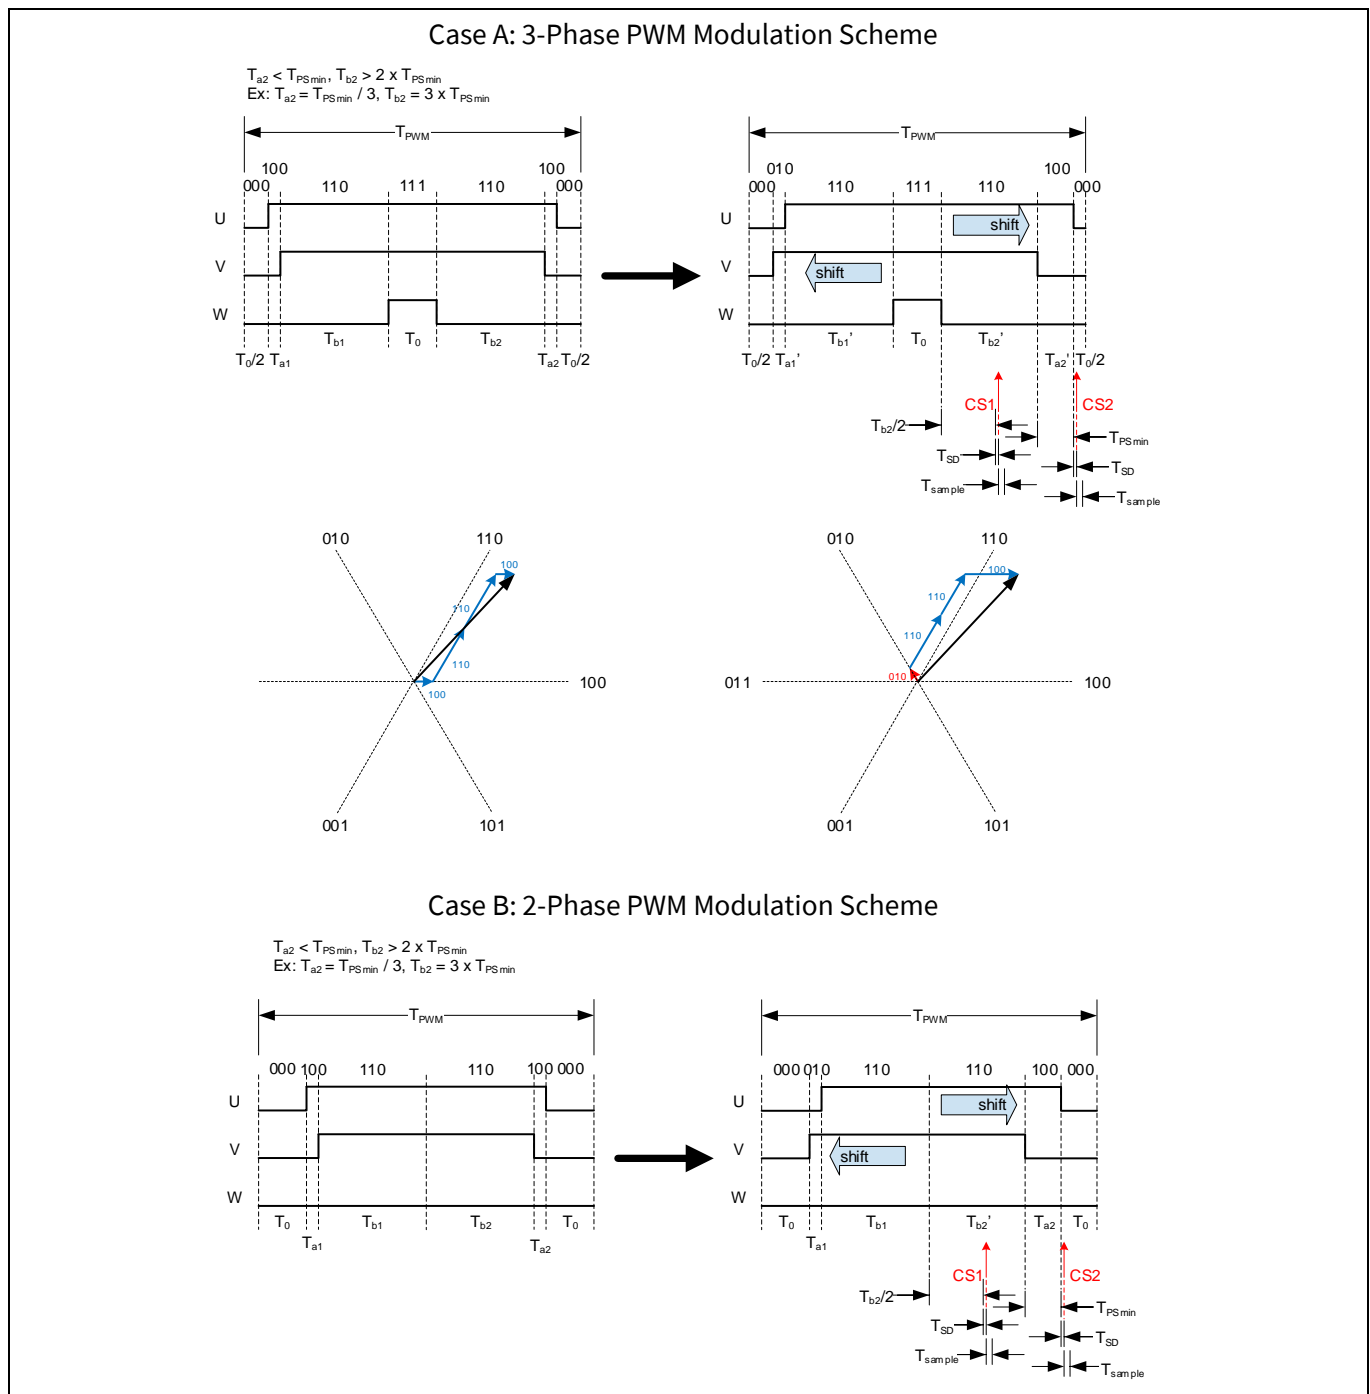 Case A: 3-Phase PWM Modulation Scheme
Ta2 < TPSmin, Tb2 > 2 x TPSmin
Ex: Ta2 = TPSmin / 3, Tb2 = 3 x TPSmin
TPWM TPWM
100 100 010 100
000 110 111 110 000 000 110 111 110 000
U U shift
V V shift
W W
Tb1 T0 Tb2 Tb1' T0 Tb2'
T0/2 Ta1 Ta2 T0/2 T0/2 Ta1' Ta2' T0/2
CS1 CS2
Tb2/2 TPSmin
TSD TSD
Tsample Tsample
010 110 010 110
100 100
110 110
110 110
100 010
100 011 100
001 101 001 101
Case B: 2-Phase PWM Modulation Scheme
Ta2 < TPSmin, Tb2 > 2 x TPSmin
Ex: Ta2 = TPSmin / 3, Tb2 = 3 x TPSmin
TPWM TPWM
000 100 110 110 100 000 000 010 110 110 100 000
U U shift
V V shift
W W
T0 Tb1 Tb2 T0 T0 Tb1 Tb2' Ta2 T0
Ta1 Ta2 Ta1
CS1 CS2
Tb2/2 TPSmin
TSD TSD
Tsample Tsample